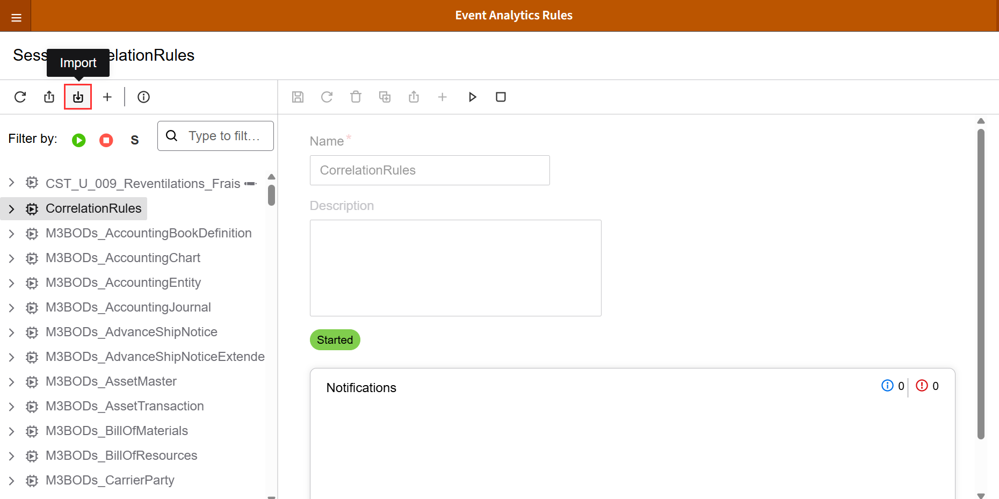 Event Analytics Rules
Sess elationRules
Import
Filter by:
S
Type to filt...
CST_U_009_Reventilations_Frais
CorrelationRules
M3BODs_AccountingBookDefinition
M3BODs_AccountingChart
M3BODs_AccountingEntity
M3BODs_AccountingJournal
M3BODs_AdvanceShipNotice
M3BODs_AdvanceShipNoticeExtende
M3BODs_AssetMaster
M3BODs_AssetTransaction
M3BODs_BillOfMaterials
M3BODs_BillOfResources
M3BODs_CarrierParty
Name*
CorrelationRules
Description
Started
Notifications
0
0